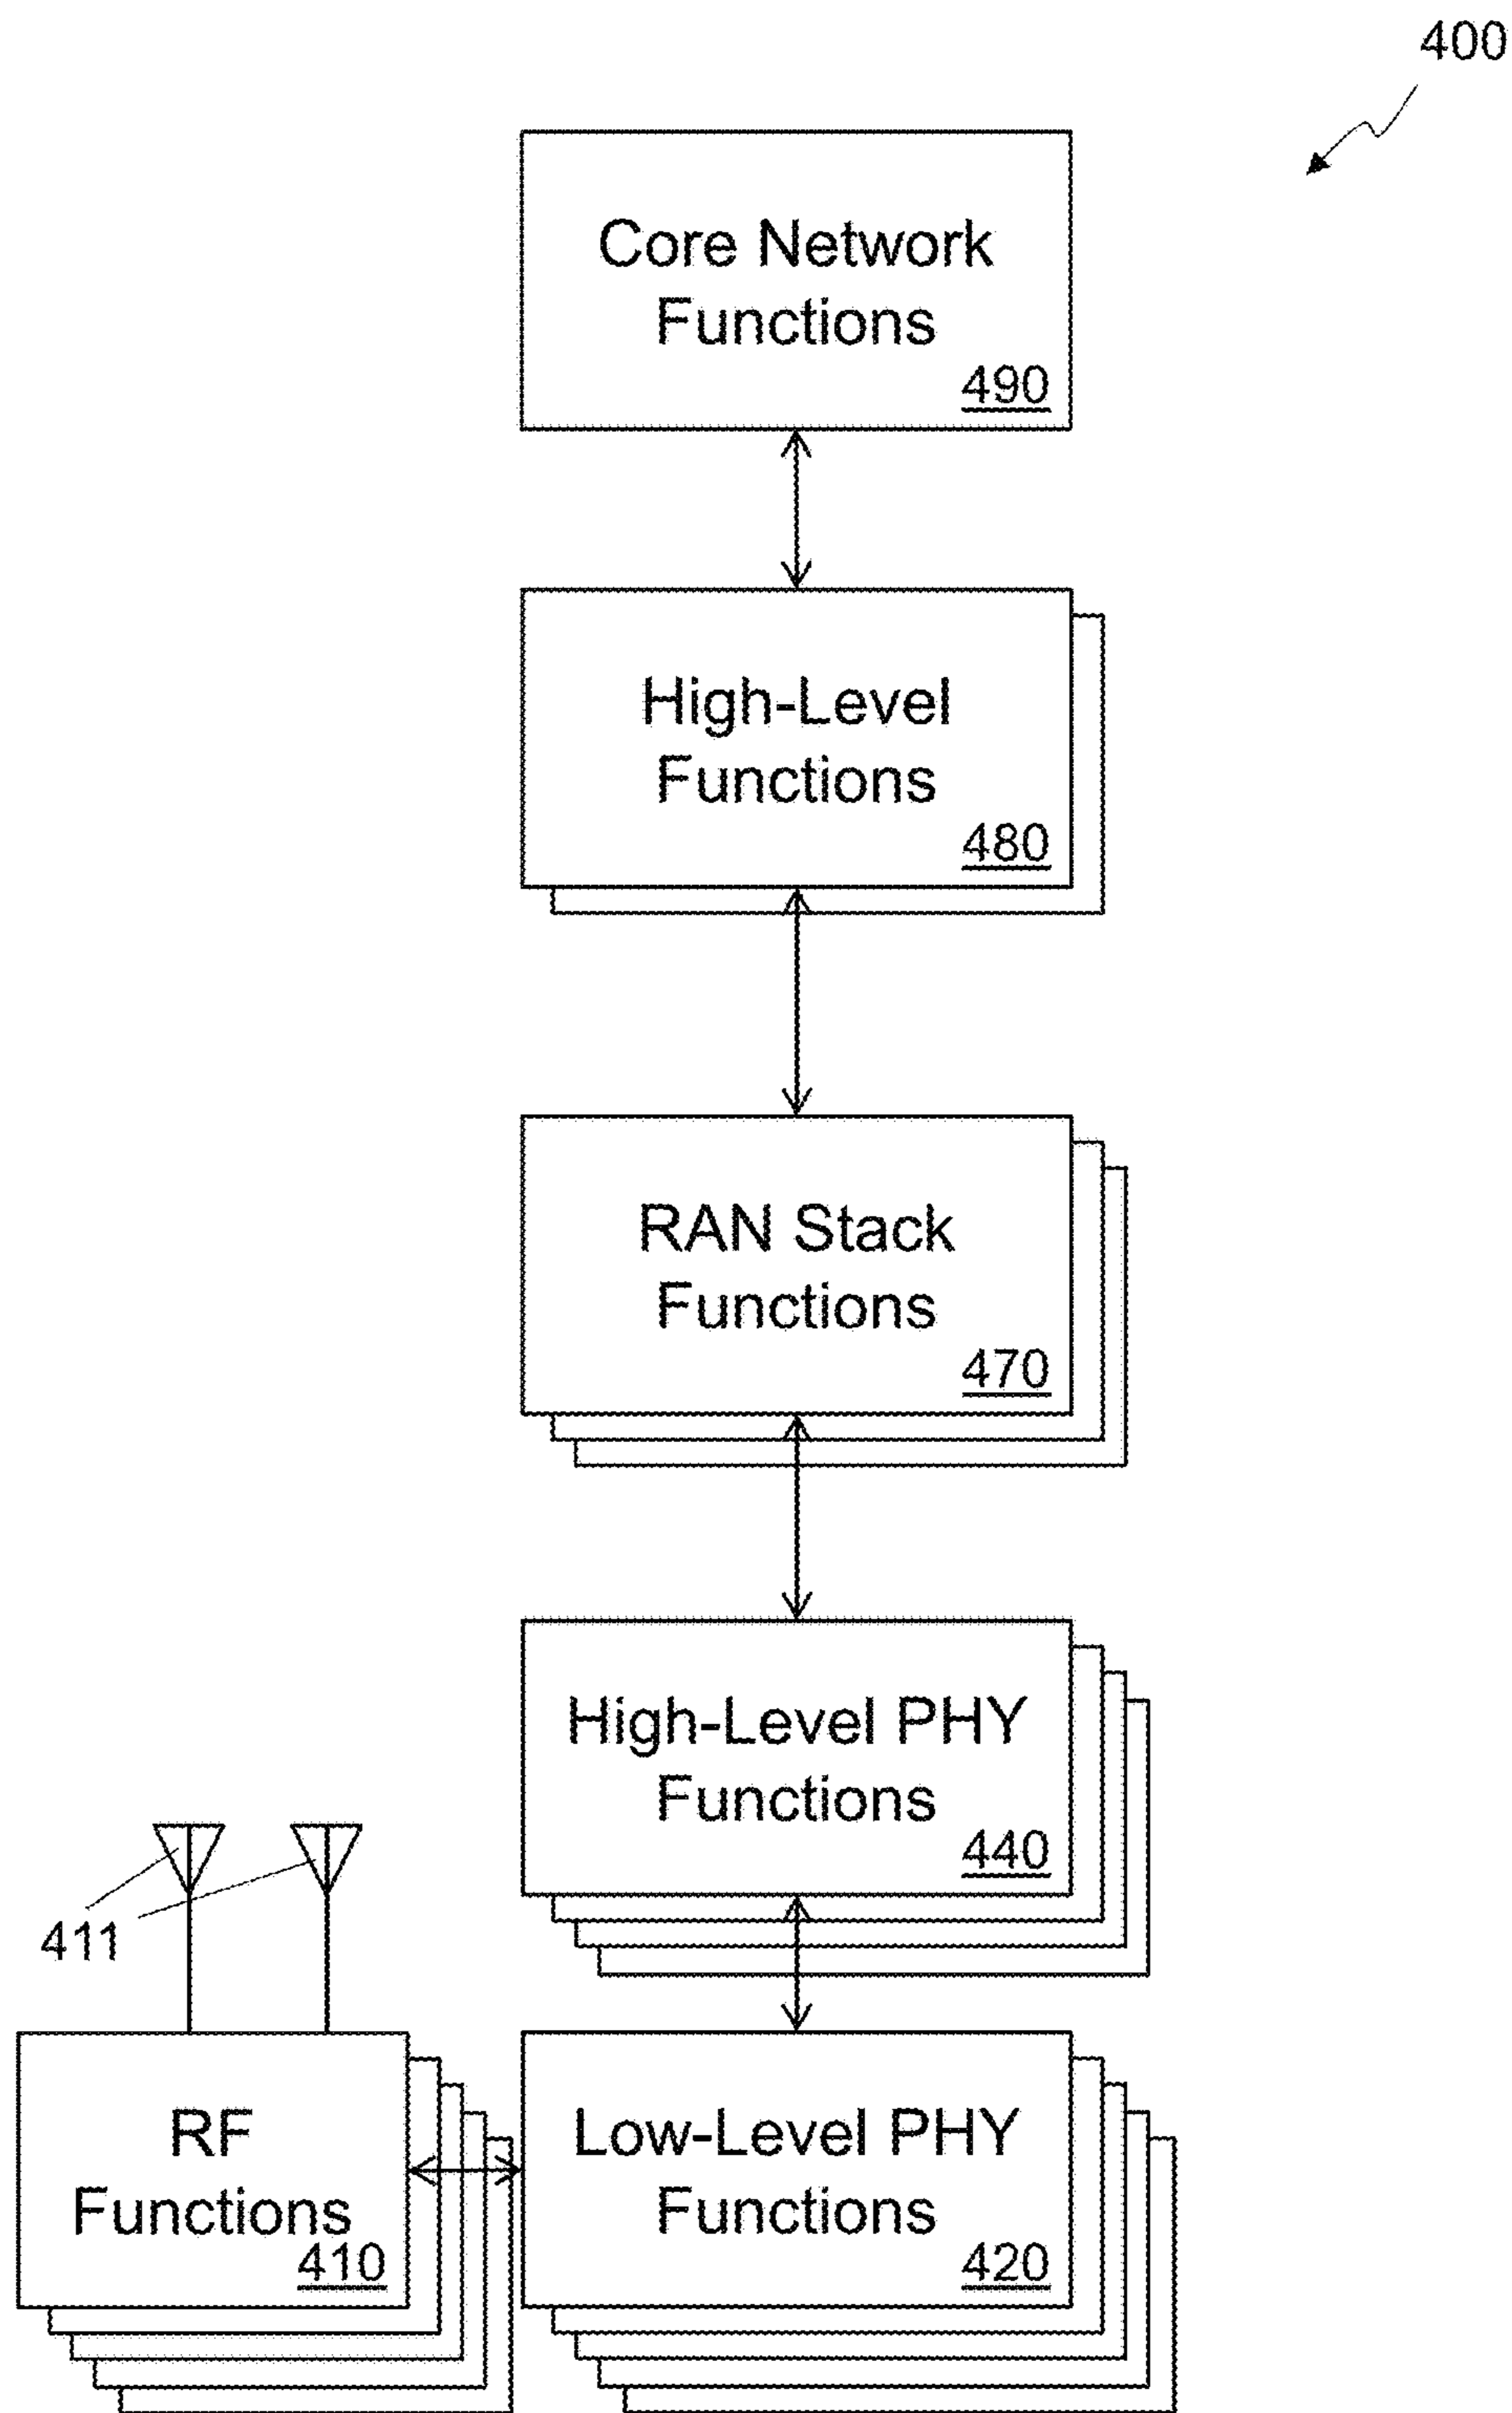 400
Core Network
Functions
490
High-Level
Functions
480
RAN Stack
Functions
470
High-Level PHY
Functions
440
411
RF
Functions
410
Low-Level PHY
Functions
420